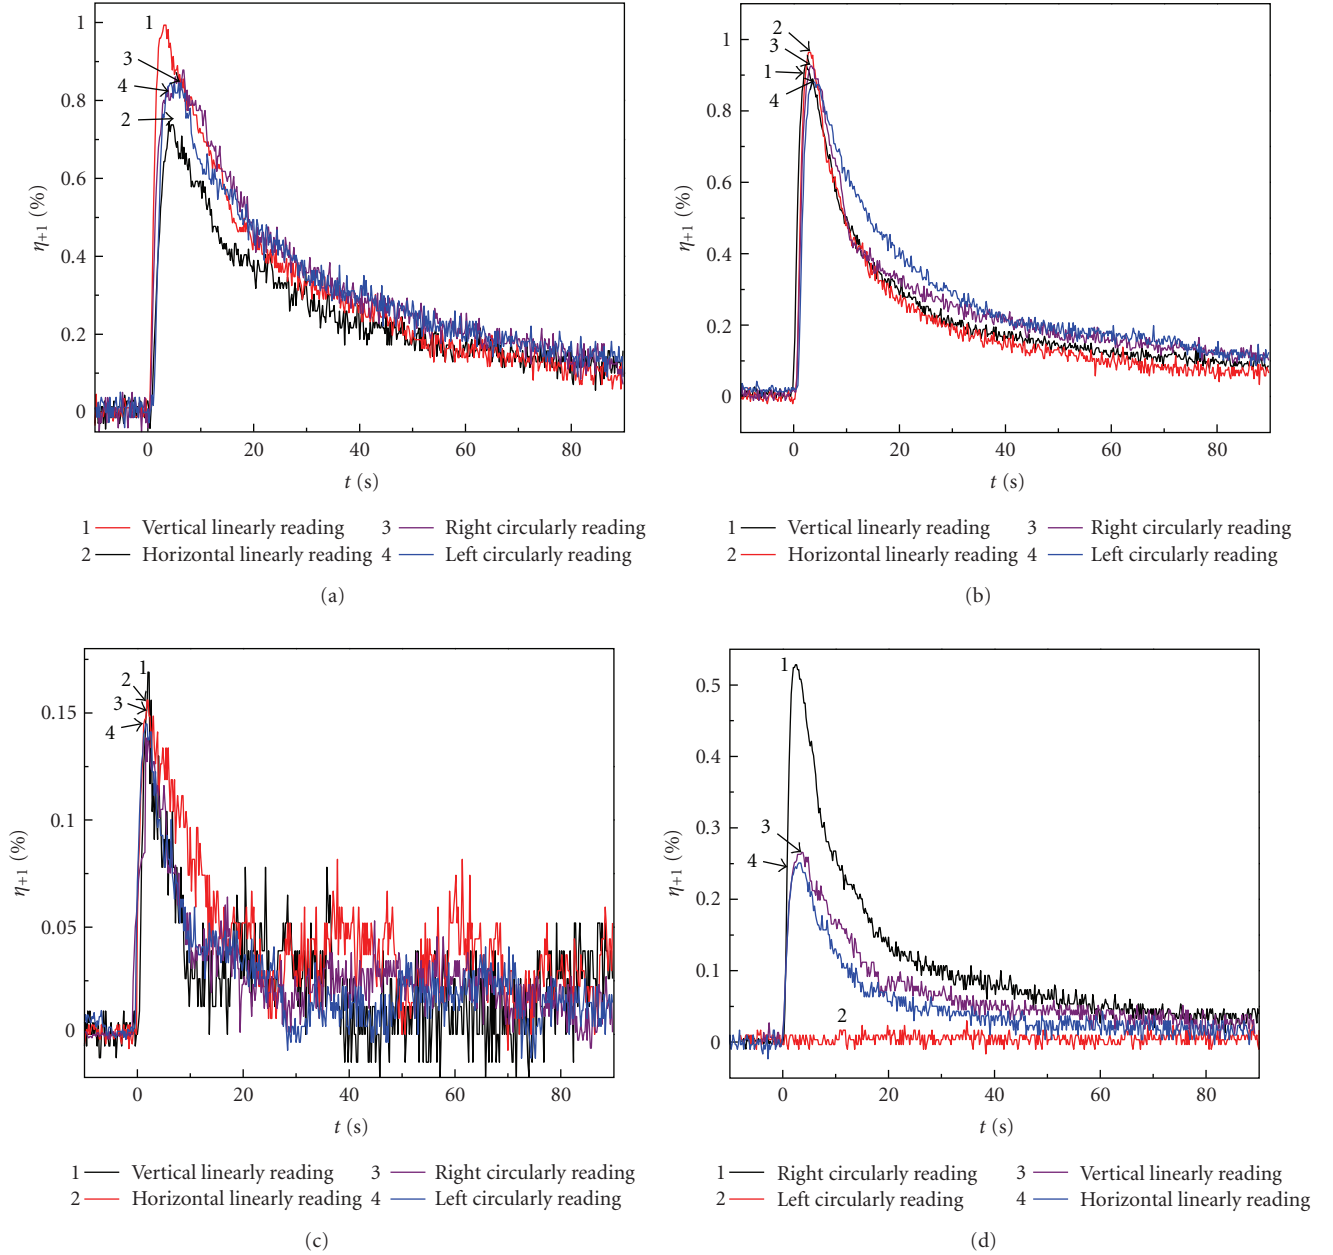 1
0.8
0.6
0.4
0.2
0
η+1 (%)
1
3
4
2
0 20 40 60 80
t (s)
1 Vertical linearly reading 3 Right circularly reading
2 Horizontal linearly reading 4 Left circularly reading
(a)
1
0.8
0.6
0.4
0.2
0
η+1 (%)
2
3
1
4
0 20 40 60 80
t (s)
1 Vertical linearly reading 3 Right circularly reading
2 Horizontal linearly reading 4 Left circularly reading
(b)
0.15
0.1
0.05
0
η+1 (%)
1
2
3
4
0 20 40 60 80
t (s)
1 Vertical linearly reading 3 Right circularly reading
2 Horizontal linearly reading 4 Left circularly reading
(c)
0.5
0.4
0.3
0.2
0.1
0
η+1 (%)
1
3
4
2
0 20 40 60 80
t (s)
1 Right circularly reading 3 Vertical linearly reading
2 Left circularly reading 4 Horizontal linearly reading
(d)